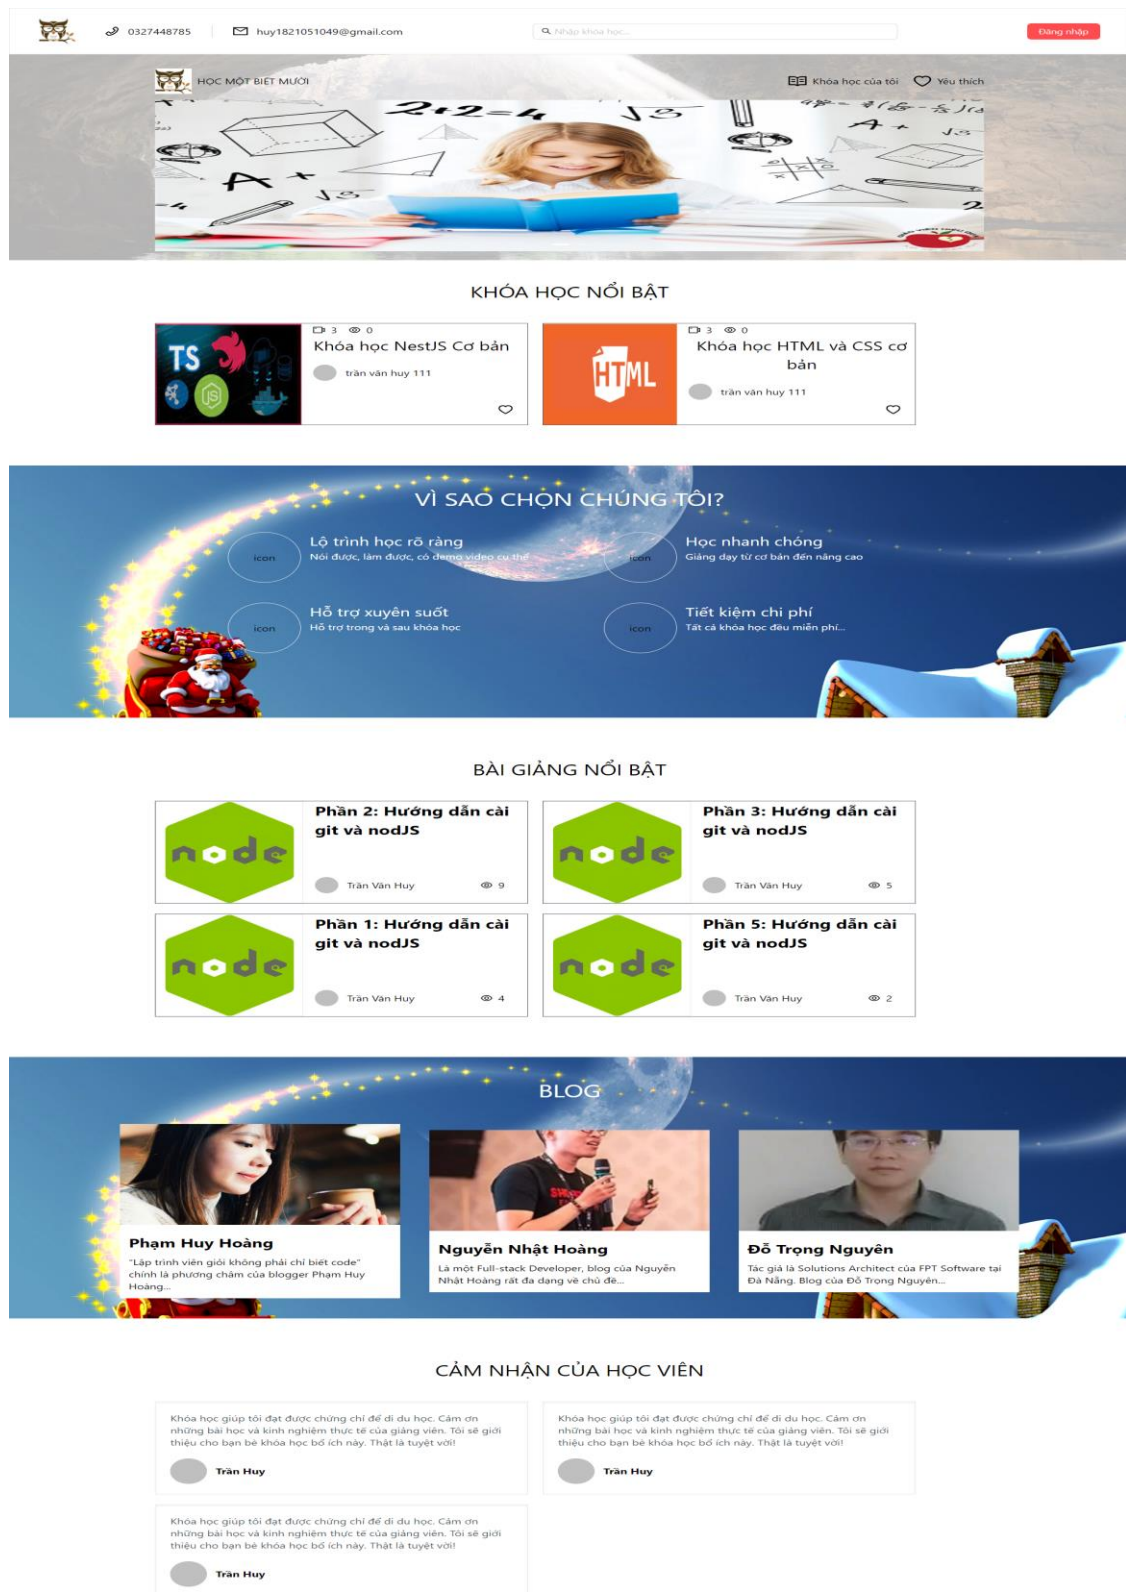 0327448785
huy1821051049@gmail.com
Nhập khóa học...
Đăng nhập
HỌC MỘT BIẾT MƯỜI
Khóa học của tôi
Yêu thích
2+2=4
√3
A+
√3
A+
√3
2
KHÓA HỌC NỔI BẬT
TS
JS
3 0
Khóa học NestJS Cơ bản
trần văn huy 111
HTML
3 0
Khóa học HTML và CSS cơ
bản
trần văn huy 111
VÌ SAO CHỌN CHÚNG TÔI?
icon
Lộ trình học rõ ràng
Nói được, làm được, có demo video cụ thể
icon
Học nhanh chóng
Giảng dạy từ cơ bản đến nâng cao
icon
Hỗ trợ xuyên suốt
Hỗ trợ trong và sau khóa học
icon
Tiết kiệm chi phí
Tất cả khóa học đều miễn phí...
BÀI GIẢNG NỔI BẬT
node
Phần 2: Hướng dẫn cài
git và nodJS
Trần Văn Huy 9
node
Phần 3: Hướng dẫn cài
git và nodJS
Trần Văn Huy 5
node
Phần 1: Hướng dẫn cài
git và nodJS
Trần Văn Huy 4
node
Phần 5: Hướng dẫn cài
git và nodJS
Trần Văn Huy 2
BLOG
Phạm Huy Hoàng
"Lập trình viên giỏi không phải chỉ biết code"
chính là phương châm của blogger Phạm Huy
Hoàng...
Nguyễn Nhật Hoàng
Là một Full-stack Developer, blog của Nguyễn
Nhật Hoàng rất đa dạng về chủ đề...
Đỗ Trọng Nguyên
Tác giả là Solutions Architect của FPT Software tại
Đà Nẵng. Blog của Đỗ Trọng Nguyên...
CẢM NHẬN CỦA HỌC VIÊN
Khóa học giúp tôi đạt được chứng chỉ để đi du học. Cảm ơn
những bài học và kinh nghiệm thực tế của giảng viên. Tôi sẽ giới
thiệu cho bạn bè khóa học bổ ích này. Thật là tuyệt vời!
Trần Huy
Khóa học giúp tôi đạt được chứng chỉ để đi du học. Cảm ơn
những bài học và kinh nghiệm thực tế của giảng viên. Tôi sẽ giới
thiệu cho bạn bè khóa học bổ ích này. Thật là tuyệt vời!
Trần Huy
Khóa học giúp tôi đạt được chứng chỉ để đi du học. Cảm ơn
những bài học và kinh nghiệm thực tế của giảng viên. Tôi sẽ giới
thiệu cho bạn bè khóa học bổ ích này. Thật là tuyệt vời!
Trần Huy